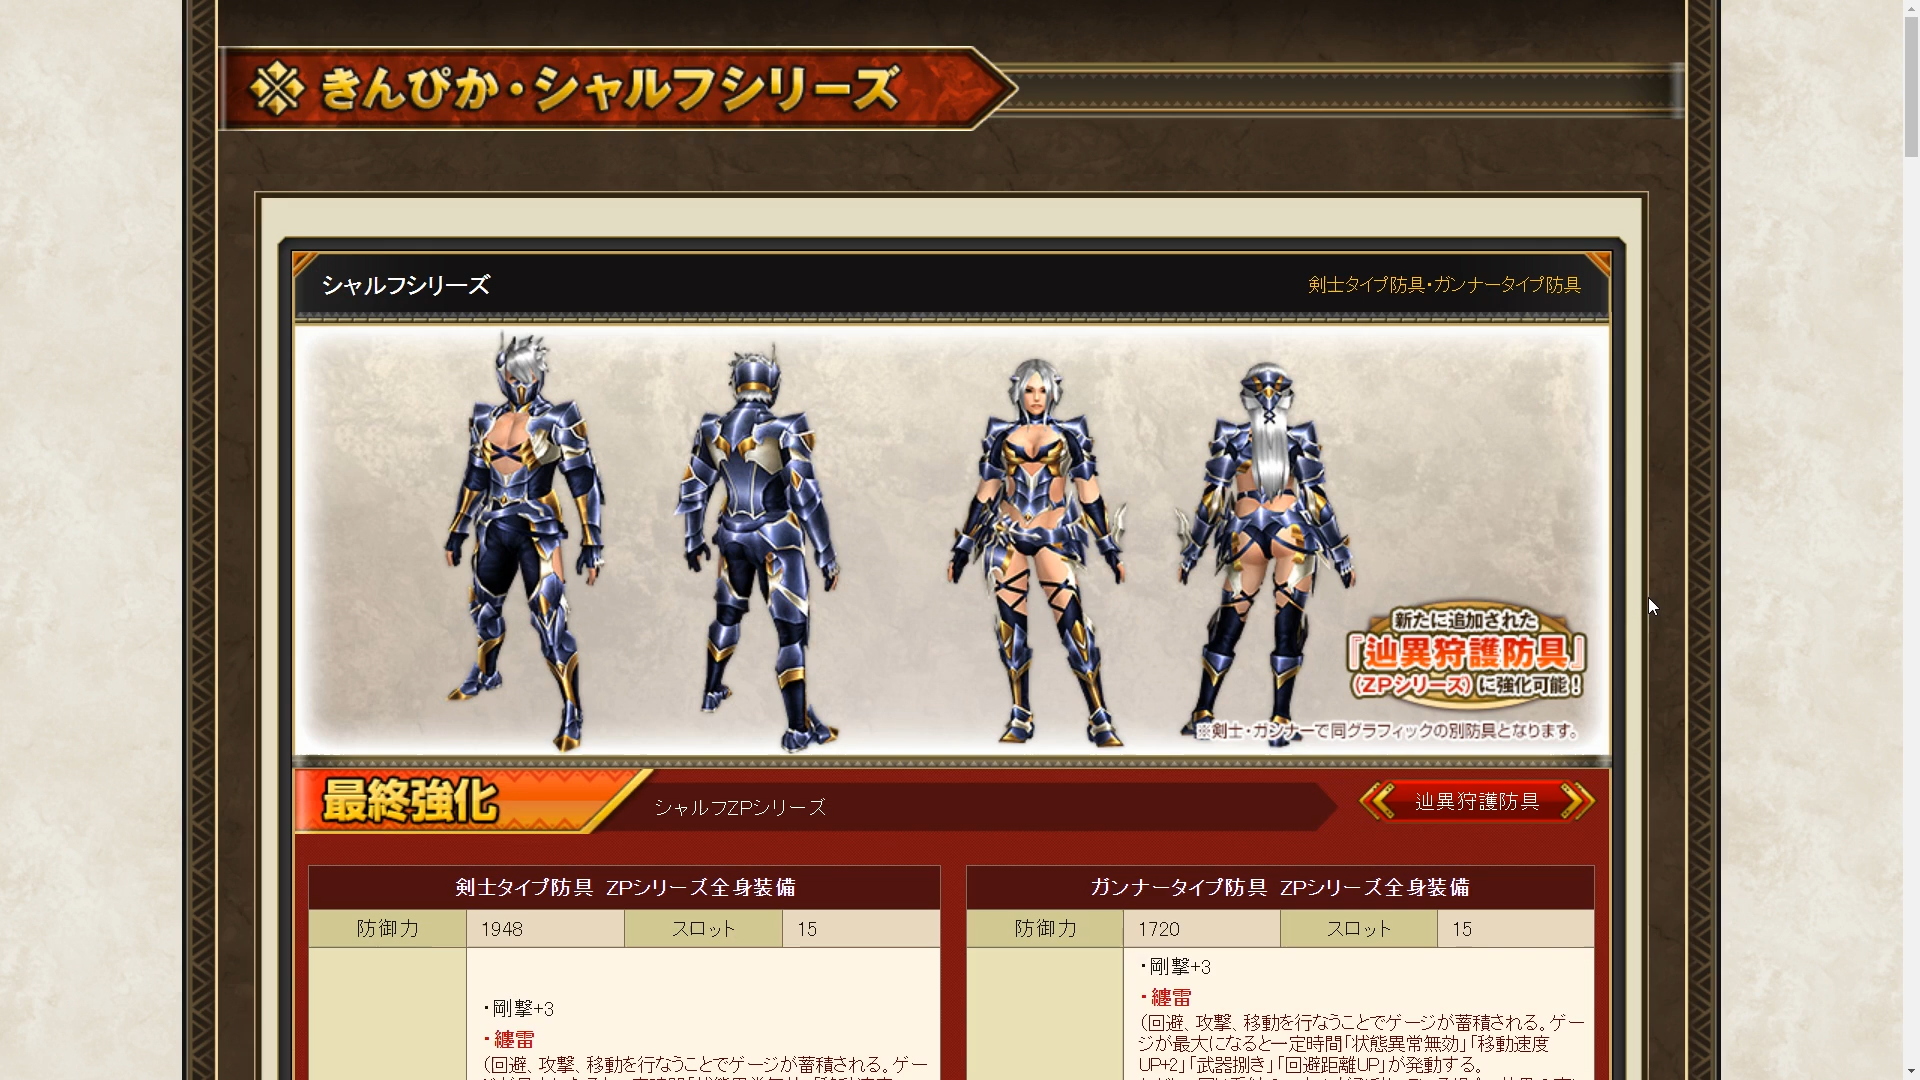 きんぴか・シャルフシリーズ
シャルフシリーズ
剣士タイプ防具・ガンナータイプ防具
新たに追加された
『辿異狩護防具』
(ZPシリーズ)に強化可能!
※剣士・ガンナーで同グラフィックの別防具となります。
最終強化
シャルフZPシリーズ
辿異狩護防具
剣士タイプ防具 ZPシリーズ全身装備
防御力 1948 スロット 15
・剛撃+3
・纏雷
(回避、攻撃、移動を行なうことでゲージが蓄積される。ゲー
ガンナータイプ防具 ZPシリーズ全身装備
防御力 1720 スロット 15
・剛撃+3
・纏雷
(回避、攻撃、移動を行なうことでゲージが蓄積される。ゲー
ジが最大になると一定時間「状態異常無効」「移動速度
UP+2」「武器捌き」「回避距離UP」が発動する。